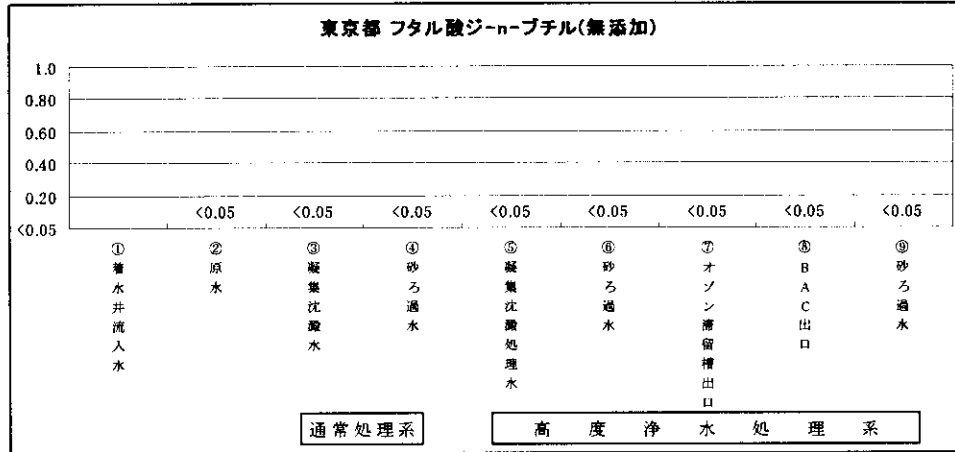 東京都 フタル酸ジ-n-ブチル(無添加)
1.0
0.80
0.60
0.40
0.20
<0.05
<0.05 <0.05 <0.05 <0.05 <0.05 <0.05 <0.05 <0.05
①着水井流入水
②原水
③凝集沈澱水
④砂ろ過水
⑤凝集沈澱処理水
⑥砂ろ過水
⑦オゾン滞留槽出口
⑧BAC出口
⑨砂ろ過水
通常処理系
高度浄水処理系